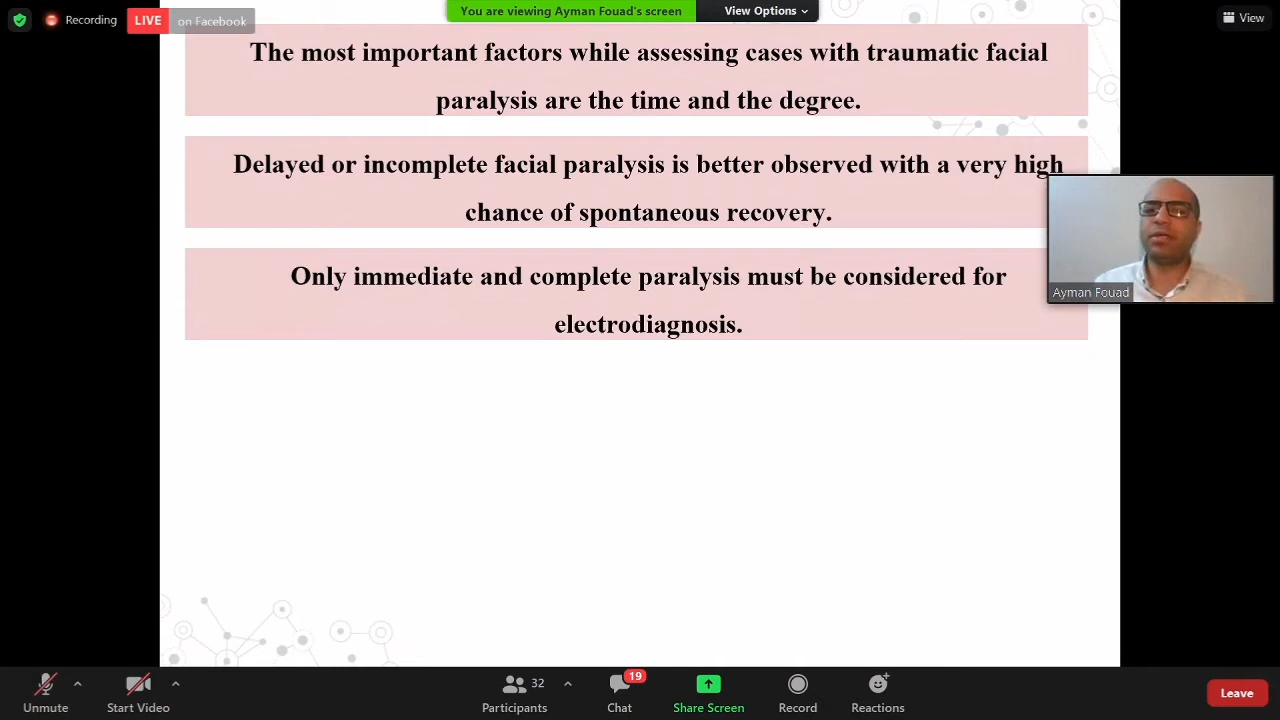 Recording
LIVE on Facebook
You are viewing Ayman Fouad's screen
View Options
View
The most important factors while assessing cases with traumatic facial
paralysis are the time and the degree.
Delayed or incomplete facial paralysis is better observed with a very high
chance of spontaneous recovery.
Only immediate and complete paralysis must be considered for
electrodiagnosis.
Ayman Fouad
Unmute
Start Video
32
Participants
19
Chat
Share Screen
Record
Reactions
Leave